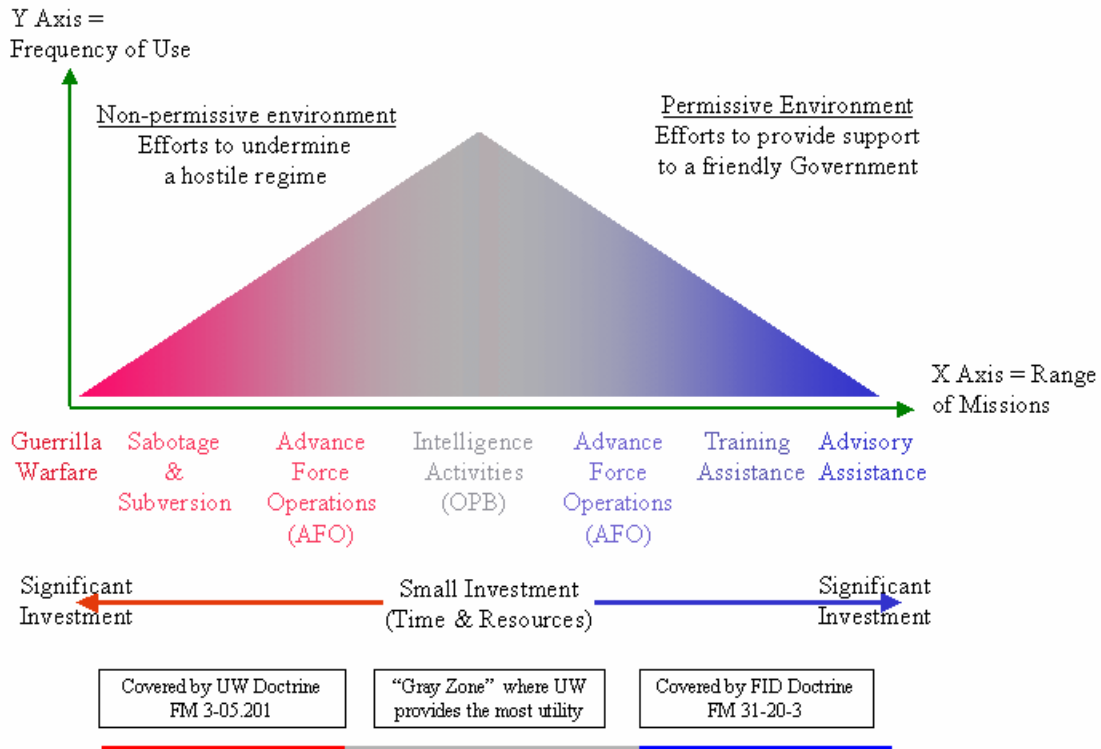 Y Axis =
Frequency of Use
Non-permissive environment
Efforts to undermine
a hostile regime
Permissive Environment
Efforts to provide support
to a friendly Government
X Axis = Range
of Missions
Guerrilla
Warfare
Sabotage
&
Subversion
Advance
Force
Operations
(AFO)
Intelligence
Activities
(OPB)
Advance
Force
Operations
(AFO)
Training
Assistance
Advisory
Assistance
Significant
Investment
Small Investment
(Time & Resources)
Significant
Investment
Covered by UW Doctrine
FM 3-05.201
“Gray Zone” where UW
provides the most utility
Covered by FID Doctrine
FM 31-20-3